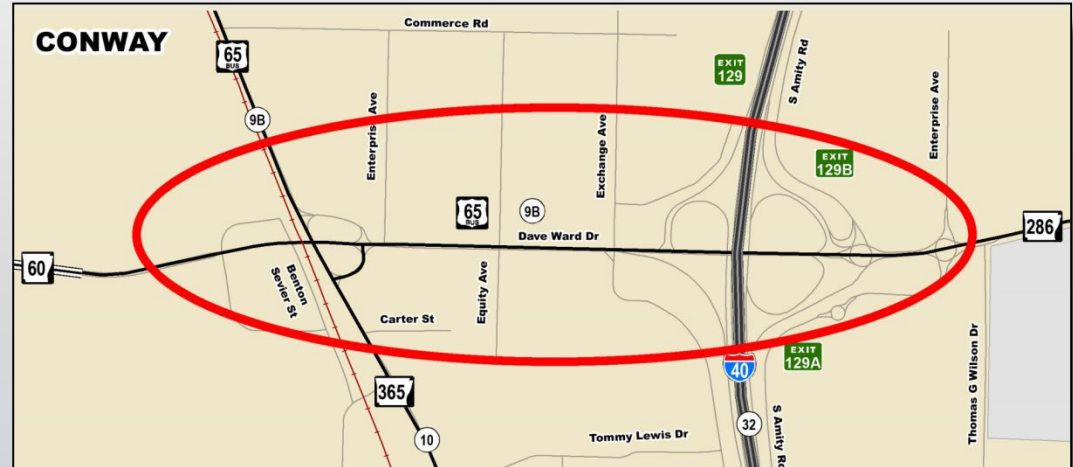 CONWAY
Commerce Rd
65
BUS
EXIT
129
S Amity Rd
9B
Enterprise Ave
Exchange Ave
Enterprise Ave
EXIT
129B
65
BUS
9B
Dave Ward Dr
286
60
Benton
Sevier St
Equity Ave
Carter St
EXIT
129A
40
365
Thomas G Wilson Dr
S Amity Rd
32
10
Tommy Lewis Dr